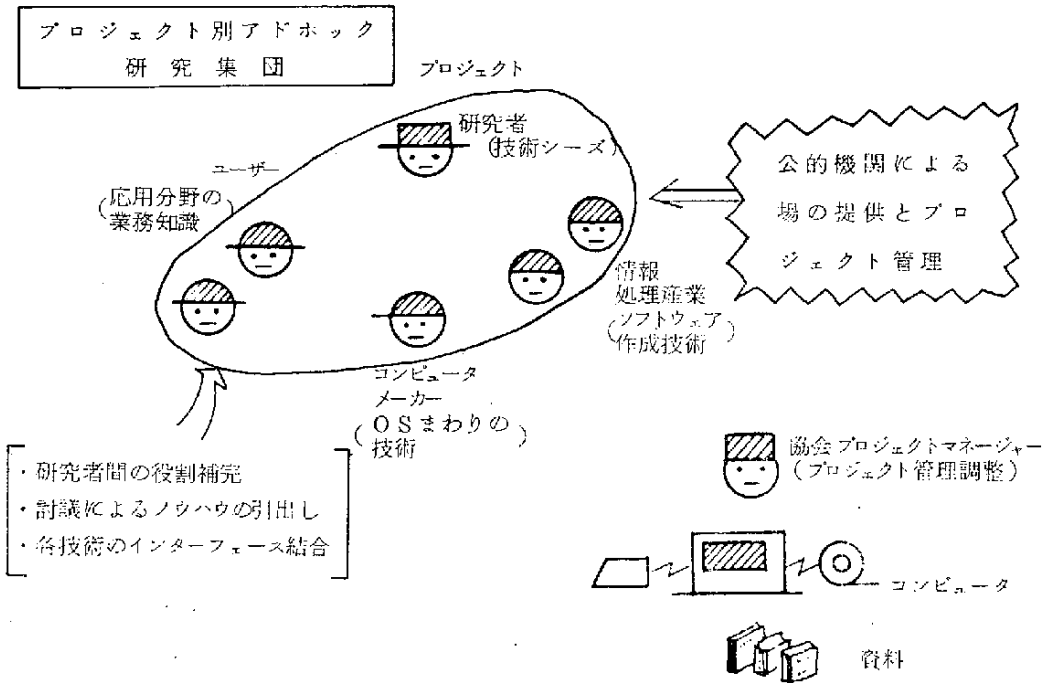 プロジェクト別アドホック
研究集団
プロジェクト
研究者
(技術シーズ)
ユーザー
(応用分野の
業務知識)
公的機関による
場の提供とプロ
ジェクト管理
情報
処理産業
(ソフトウェア
作成技術)
コンピュータ
メーカー
(OSまわりの
技術)
・研究者間の役割補完
・討議によるノウハウの引出し
・各技術のインターフェース結合
協会プロジェクトマネージャー
(プロジェクト管理調整)
コンピュータ
資料